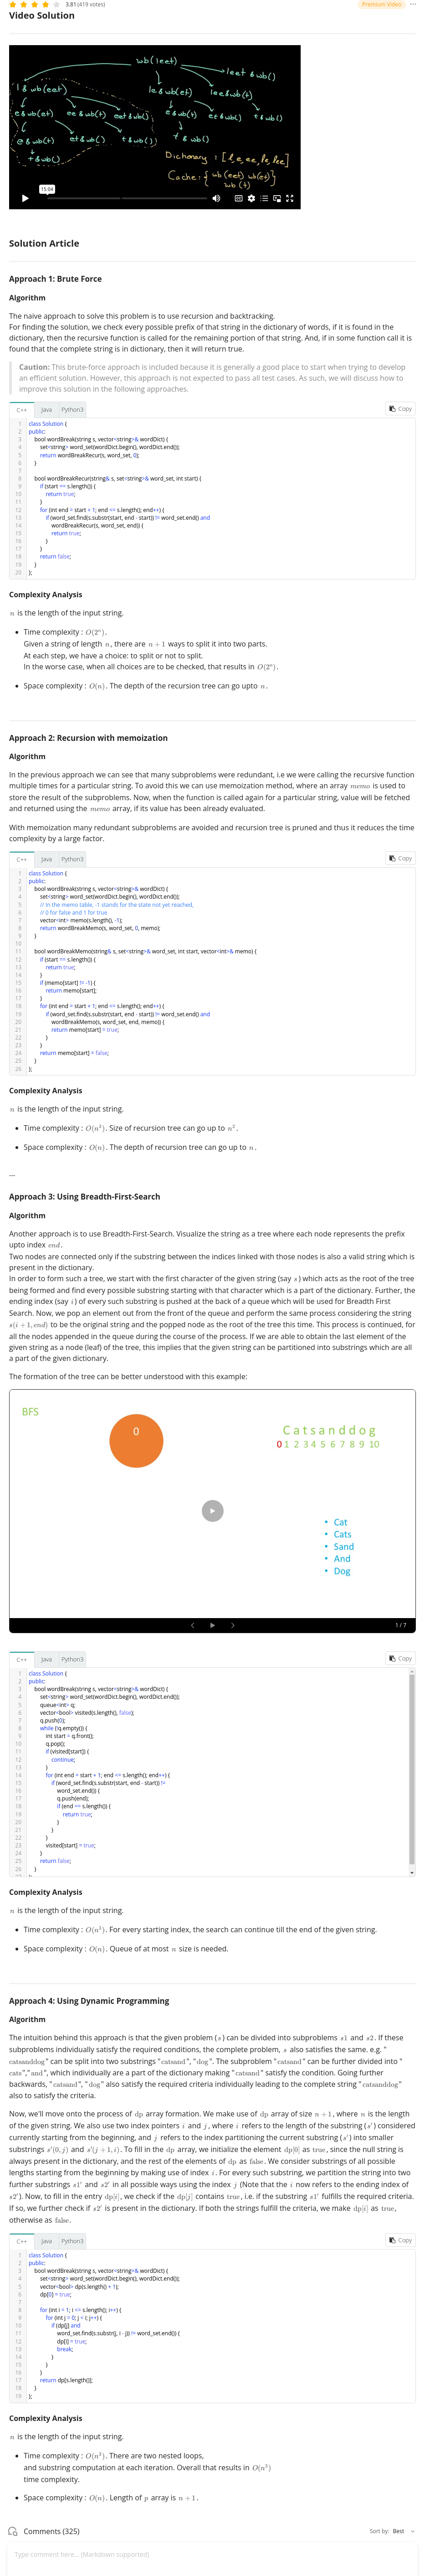 3.81 (419 votes)
Premium Video
Video Solution
wb(leet)
leet & wb()
Dictionary = [l,e,ee,le,lee]
15:04
Solution Article
Approach 1: Brute Force
Algorithm
The naive approach to solve this problem is to use recursion and backtracking.
For finding the solution, we check every possible prefix of that string in the dictionary of words, if it is found in the
dictionary, then the recursive function is called for the remaining portion of that string. And, if in some function call it is
found that the complete string is in dictionary, then it will return true.
Caution: This brute-force approach is included because it is generally a good place to start when trying to develop
an efficient solution. However, this approach is not expected to pass all test cases. As such, we will discuss how to
improve this solution in the following approaches.
C++ Java Python3 Copy
1 class Solution {
2 public:
3 bool wordBreak(string s, vector<string>& wordDict) {
4 set<string> word_set(wordDict.begin(), wordDict.end());
5 return wordBreakRecur(s, word_set, 0);
6 }
7
8 bool wordBreakRecur(string& s, set<string>& word_set, int start) {
9 if (start == s.length()) {
10 return true;
11 }
12 for (int end = start + 1; end <= s.length(); end++) {
13 if (word_set.find(s.substr(start, end - start)) != word_set.end() and
14 wordBreakRecur(s, word_set, end)) {
15 return true;
16 }
17 }
18 return false;
19 }
20 };
Complexity Analysis
n is the length of the input string.
• Time complexity : O(2ⁿ).
Given a string of length n, there are n + 1 ways to split it into two parts.
At each step, we have a choice: to split or not to split.
In the worse case, when all choices are to be checked, that results in O(2ⁿ).
• Space complexity : O(n). The depth of the recursion tree can go upto n.
Approach 2: Recursion with memoization
Algorithm
In the previous approach we can see that many subproblems were redundant, i.e we were calling the recursive function
multiple times for a particular string. To avoid this we can use memoization method, where an array memo is used to
store the result of the subproblems. Now, when the function is called again for a particular string, value will be fetched
and returned using the memo array, if its value has been already evaluated.
With memoization many redundant subproblems are avoided and recursion tree is pruned and thus it reduces the time
complexity by a large factor.
C++ Java Python3 Copy
1 class Solution {
2 public:
3 bool wordBreak(string s, vector<string>& wordDict) {
4 set<string> word_set(wordDict.begin(), wordDict.end());
5 // In the memo table, -1 stands for the state not yet reached,
6 // 0 for false and 1 for true
7 vector<int> memo(s.length(), -1);
8 return wordBreakMemo(s, word_set, 0, memo);
9 }
10
11 bool wordBreakMemo(string& s, set<string>& word_set, int start, vector<int>& memo) {
12 if (start == s.length()) {
13 return true;
14 }
15 if (memo[start] != -1) {
16 return memo[start];
17 }
18 for (int end = start + 1; end <= s.length(); end++) {
19 if (word_set.find(s.substr(start, end - start)) != word_set.end() and
20 wordBreakMemo(s, word_set, end, memo)) {
21 return memo[start] = true;
22 }
23 }
24 return memo[start] = false;
25 }
26 };
Complexity Analysis
n is the length of the input string.
• Time complexity : O(n³). Size of recursion tree can go up to n².
• Space complexity : O(n). The depth of recursion tree can go up to n.
---
Approach 3: Using Breadth-First-Search
Algorithm
Another approach is to use Breadth-First-Search. Visualize the string as a tree where each node represents the prefix
upto index end.
Two nodes are connected only if the substring between the indices linked with those nodes is also a valid string which is
present in the dictionary.
In order to form such a tree, we start with the first character of the given string (say s) which acts as the root of the tree
being formed and find every possible substring starting with that character which is a part of the dictionary. Further, the
ending index (say i) of every such substring is pushed at the back of a queue which will be used for Breadth First
Search. Now, we pop an element out from the front of the queue and perform the same process considering the string
s(i + 1, end) to be the original string and the popped node as the root of the tree this time. This process is continued, for
all the nodes appended in the queue during the course of the process. If we are able to obtain the last element of the
given string as a node (leaf) of the tree, this implies that the given string can be partitioned into substrings which are all
a part of the given dictionary.
The formation of the tree can be better understood with this example:
BFS
0
C a t s a n d d o g
0 1 2 3 4 5 6 7 8 9 10
• Cat
• Cats
• Sand
• And
• Dog
1 / 7
C++ Java Python3 Copy
1 class Solution {
2 public:
3 bool wordBreak(string s, vector<string>& wordDict) {
4 set<string> word_set(wordDict.begin(), wordDict.end());
5 queue<int> q;
6 vector<bool> visited(s.length(), false);
7 q.push(0);
8 while (!q.empty()) {
9 int start = q.front();
10 q.pop();
11 if (visited[start]) {
12 continue;
13 }
14 for (int end = start + 1; end <= s.length(); end++) {
15 if (word_set.find(s.substr(start, end - start)) !=
16 word_set.end()) {
17 q.push(end);
18 if (end == s.length()) {
19 return true;
20 }
21 }
22 }
23 visited[start] = true;
24 }
25 return false;
26 }
Complexity Analysis
n is the length of the input string.
• Time complexity : O(n³). For every starting index, the search can continue till the end of the given string.
• Space complexity : O(n). Queue of at most n size is needed.
Approach 4: Using Dynamic Programming
Algorithm
The intuition behind this approach is that the given problem (s) can be divided into subproblems s1 and s2. If these
subproblems individually satisfy the required conditions, the complete problem, s also satisfies the same. e.g. "
catsanddog" can be split into two substrings "catsand", "dog". The subproblem "catsand" can be further divided into "
cats","and", which individually are a part of the dictionary making "catsand" satisfy the condition. Going further
backwards, "catsand", "dog" also satisfy the required criteria individually leading to the complete string "catsanddog"
also to satisfy the criteria.
Now, we'll move onto the process of dp array formation. We make use of dp array of size n + 1, where n is the length
of the given string. We also use two index pointers i and j, where i refers to the length of the substring (s′) considered
currently starting from the beginning, and j refers to the index partitioning the current substring (s′) into smaller
substrings s′(0, j) and s′(j + 1, i). To fill in the dp array, we initialize the element dp[0] as true, since the null string is
always present in the dictionary, and the rest of the elements of dp as false. We consider substrings of all possible
lengths starting from the beginning by making use of index i. For every such substring, we partition the string into two
further substrings s1′ and s2′ in all possible ways using the index j (Note that the i now refers to the ending index of
s2′). Now, to fill in the entry dp[i], we check if the dp[j] contains true, i.e. if the substring s1′ fulfills the required criteria.
If so, we further check if s2′ is present in the dictionary. If both the strings fulfill the criteria, we make dp[i] as true,
otherwise as false.
C++ Java Python3 Copy
1 class Solution {
2 public:
3 bool wordBreak(string s, vector<string>& wordDict) {
4 set<string> word_set(wordDict.begin(), wordDict.end());
5 vector<bool> dp(s.length() + 1);
6 dp[0] = true;
7
8 for (int i = 1; i <= s.length(); i++) {
9 for (int j = 0; j < i; j++) {
10 if (dp[j] and
11 word_set.find(s.substr(j, i - j)) != word_set.end()) {
12 dp[i] = true;
13 break;
14 }
15 }
16 }
17 return dp[s.length()];
18 }
19 };
Complexity Analysis
n is the length of the input string.
• Time complexity : O(n³). There are two nested loops,
and substring computation at each iteration. Overall that results in O(n³)
time complexity.
• Space complexity : O(n). Length of p array is n + 1.
Comments (325)
Sort by: Best
Type comment here... (Markdown supported)